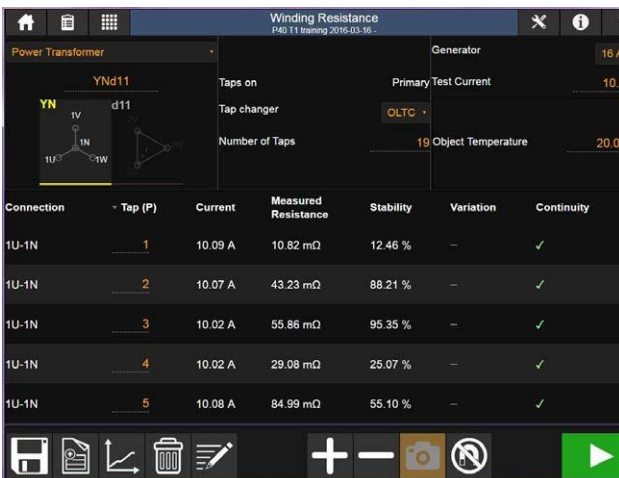 Winding Resistance
P40 T1 training 2016-03-16 -
Power Transformer
YNd11
YN
d11
1V
1N
1U
1W
Taps on
Primary
Tap changer
OLTC
Number of Taps
19
Generator
16 A
Test Current
10.
Object Temperature
20.0
Connection
Tap (P)
Current
Measured
Resistance
Stability
Variation
Continuity
1U-1N 1 10.09 A 10.82 mΩ 12.46 % -- ✓
1U-1N 2 10.07 A 43.23 mΩ 88.21 % -- ✓
1U-1N 3 10.02 A 55.86 mΩ 95.35 % -- ✓
1U-1N 4 10.02 A 29.08 mΩ 25.07 % -- ✓
1U-1N 5 10.08 A 84.99 mΩ 55.10 % -- ✓